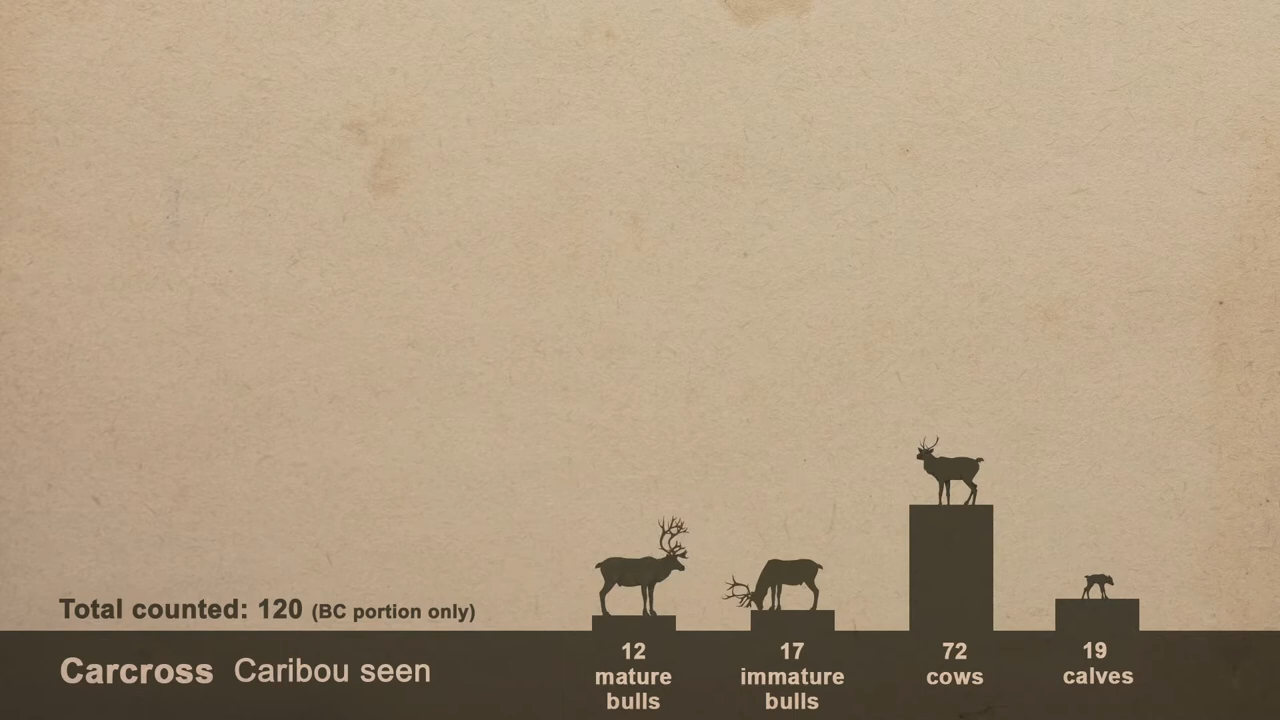 Total counted: 120 (BC portion only)
Carcross Caribou seen
12
mature
bulls
17
immature
bulls
72
cows
19
calves